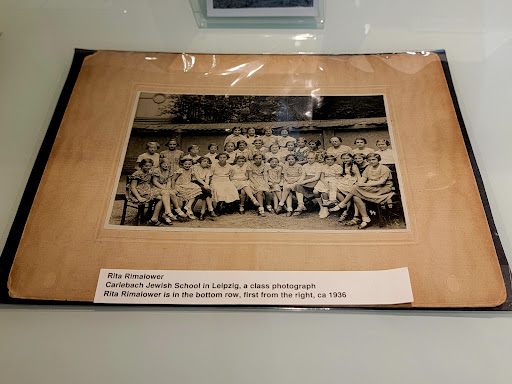 Rita Rimalower
Carlebach Jewish School in Leipzig, a class photograph
Rita Rimalower is in the bottom row, first from the right, ca 1936